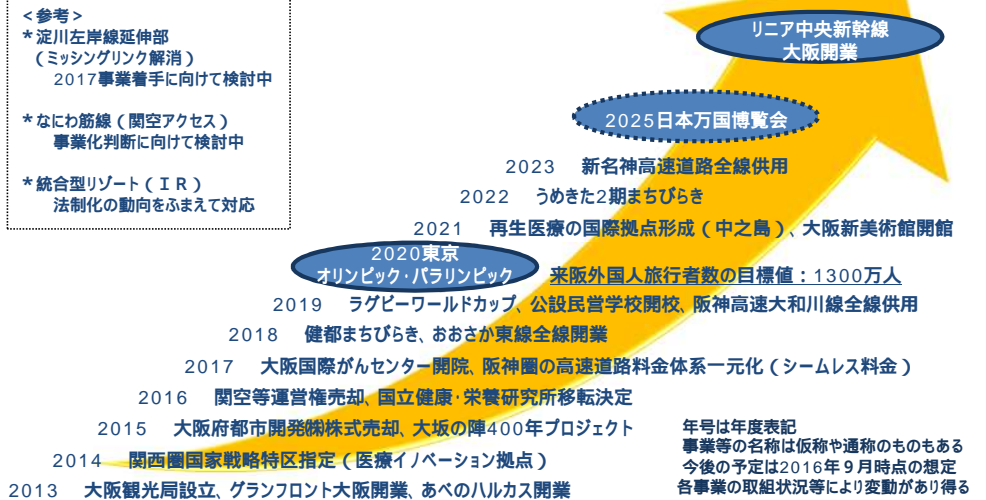 ＜参考＞
＊淀川左岸線延伸部
（ミッシングリンク解消）
2017事業着手に向けて検討中
＊なにわ筋線（関空アクセス）
事業化判断に向けて検討中
＊統合型リゾート（ＩＲ）
法制化の動向をふまえて対応
リニア中央新幹線
大阪開業
2025日本万国博覧会
2023　新名神高速道路全線供用
2022　うめきた2期まちびらき
2021　再生医療の国際拠点形成（中之島）、大阪新美術館開館
2020東京
オリンピック・パラリンピック
来阪外国人旅行者数の目標値：1300万人
2019　ラグビーワールドカップ、公設民営学校開校、阪神高速大和川線全線供用
2018　健都まちびらき、おおさか東線全線開業
2017　大阪国際がんセンター開院、阪神圏の高速道路料金体系一元化（シームレス料金）
2016　関空等運営権売却、国立健康・栄養研究所移転決定
2015　大阪府都市開発㈱株式売却、大坂の陣400年プロジェクト
2014　関西圏国家戦略特区指定（医療イノベーション拠点）
2013　大阪観光局設立、グランフロント大阪開業、あべのハルカス開業
年号は年度表記
事業等の名称は仮称や通称のものもある
今後の予定は2016年９月時点の想定
各事業の取組状況等により変動があり得る